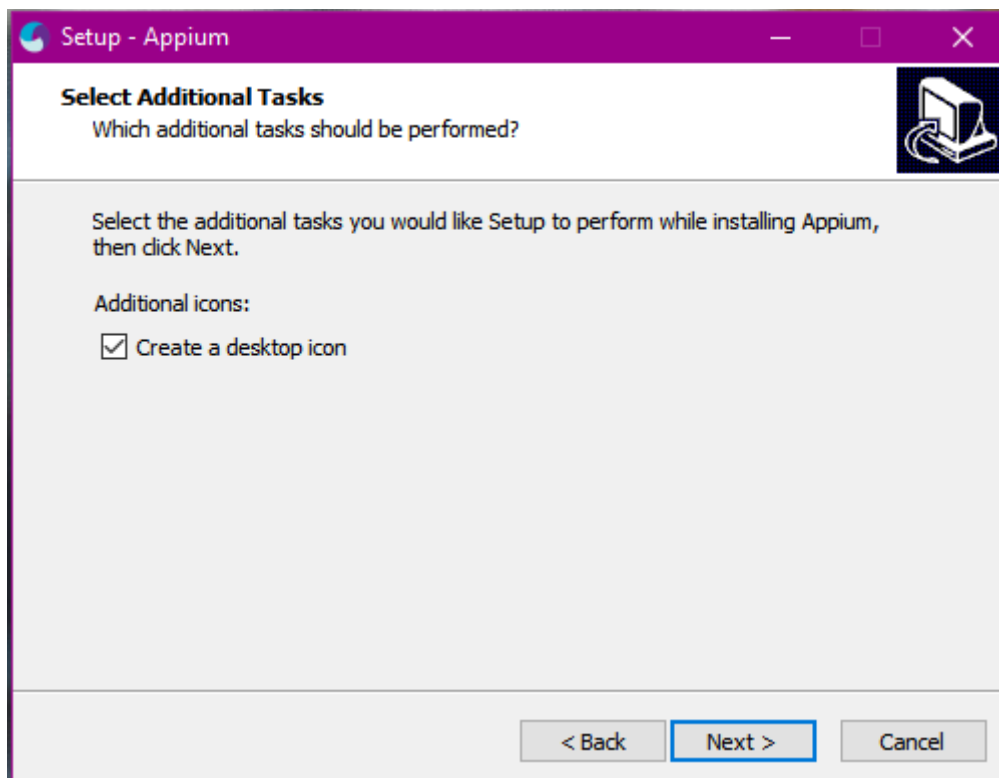 Setup - Appium
Select Additional Tasks
Which additional tasks should be performed?
Select the additional tasks you would like Setup to perform while installing Appium,
then click Next.
Additional icons:
Create a desktop icon
< Back
Next >
Cancel